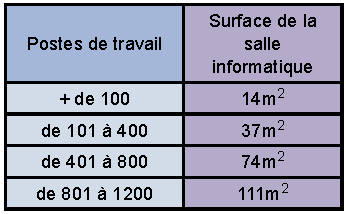 Postes de travail
Surface de la
salle
informatique
+ de 100
14m²
de 101 à 400
37m²
de 401 à 800
74m²
de 801 à 1200
111m²